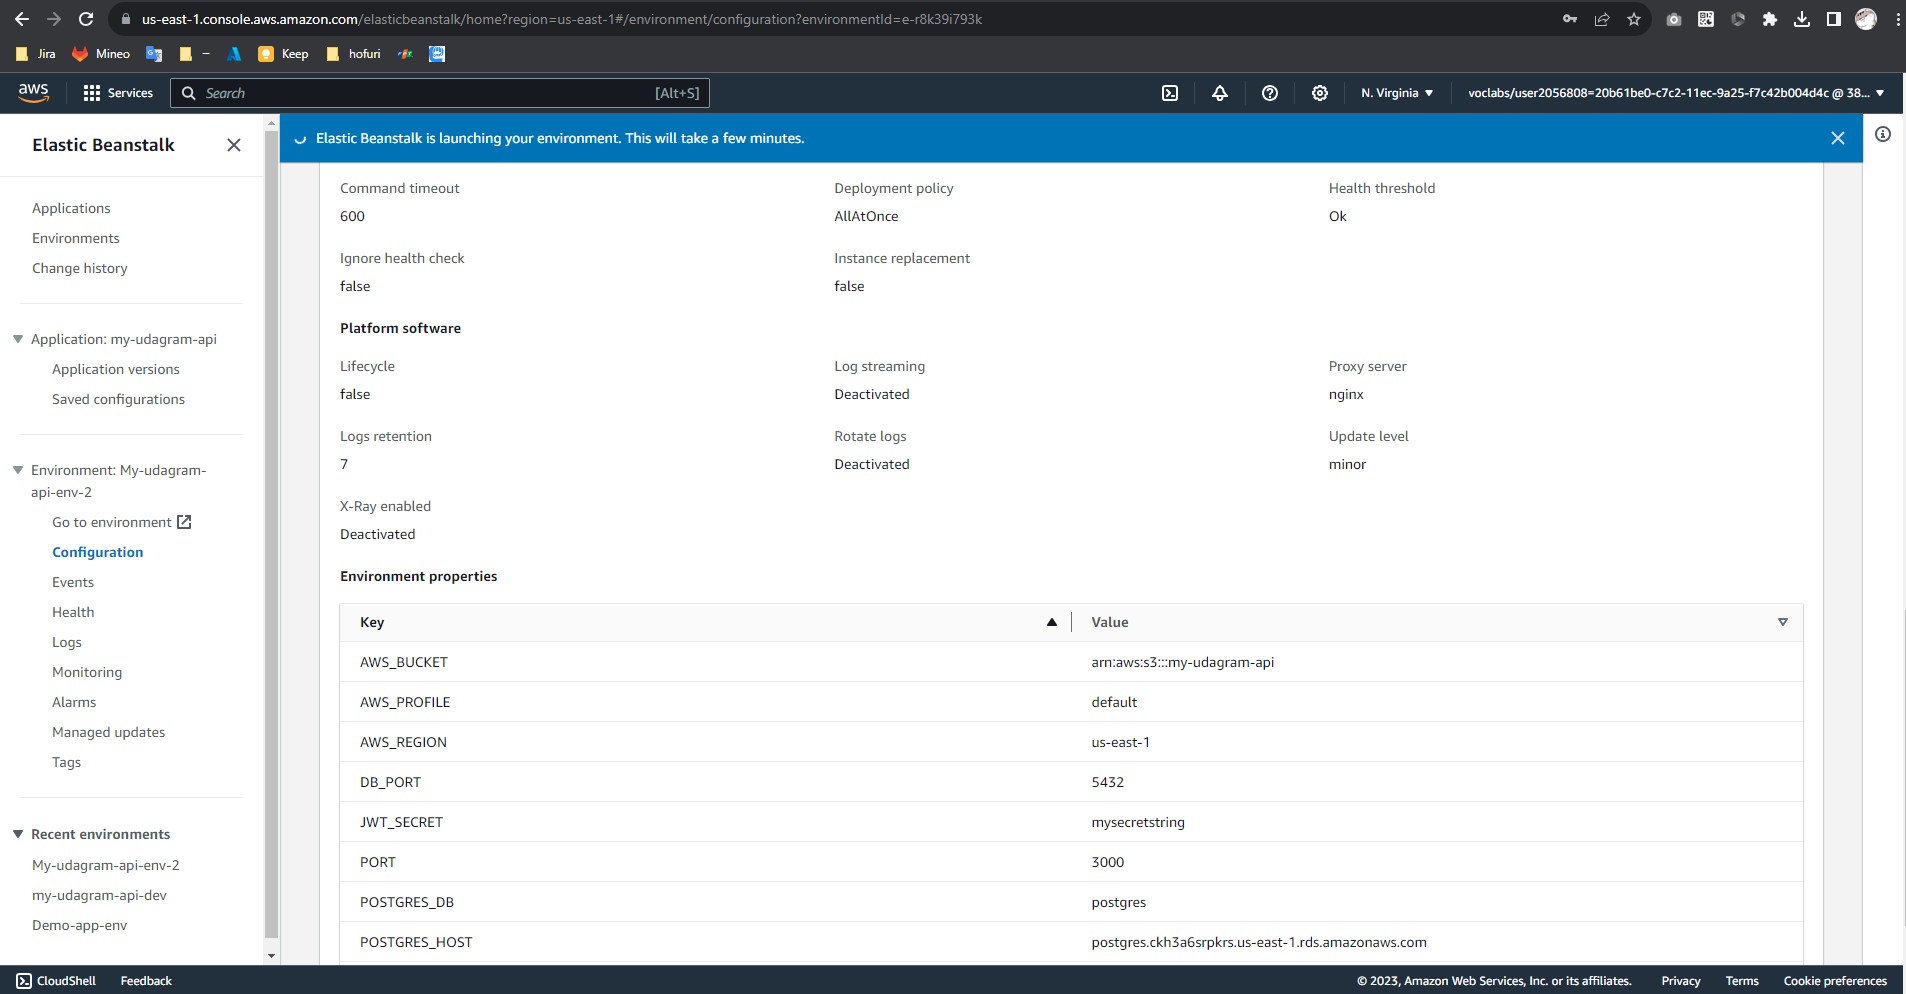 us-east-1.console.aws.amazon.com/elasticbeanstalk/home?region=us-east-1#/environment/configuration?environmentId=e-r8k39i793k
Jira Mineo – Keep hofuri
aws Services Search [Alt+S] N. Virginia voclabs/user2056808=20b61be0-c7c2-11ec-9a25-f7c42b004d4c @ 38...
Elastic Beanstalk
Applications
Environments
Change history
Application: my-udagram-api
Application versions
Saved configurations
Environment: My-udagram-
api-env-2
Go to environment
Configuration
Events
Health
Logs
Monitoring
Alarms
Managed updates
Tags
Recent environments
My-udagram-api-env-2
my-udagram-api-dev
Demo-app-env
Elastic Beanstalk is launching your environment. This will take a few minutes.
Command timeout Deployment policy Health threshold
600 AllAtOnce Ok
Ignore health check Instance replacement
false false
Platform software
Lifecycle Log streaming Proxy server
false Deactivated nginx
Logs retention Rotate logs Update level
7 Deactivated minor
X-Ray enabled
Deactivated
Environment properties
Key Value
AWS_BUCKET arn:aws:s3:::my-udagram-api
AWS_PROFILE default
AWS_REGION us-east-1
DB_PORT 5432
JWT_SECRET mysecretstring
PORT 3000
POSTGRES_DB postgres
POSTGRES_HOST postgres.ckh3a6srpkrs.us-east-1.rds.amazonaws.com
CloudShell Feedback © 2023, Amazon Web Services, Inc. or its affiliates. Privacy Terms Cookie preferences